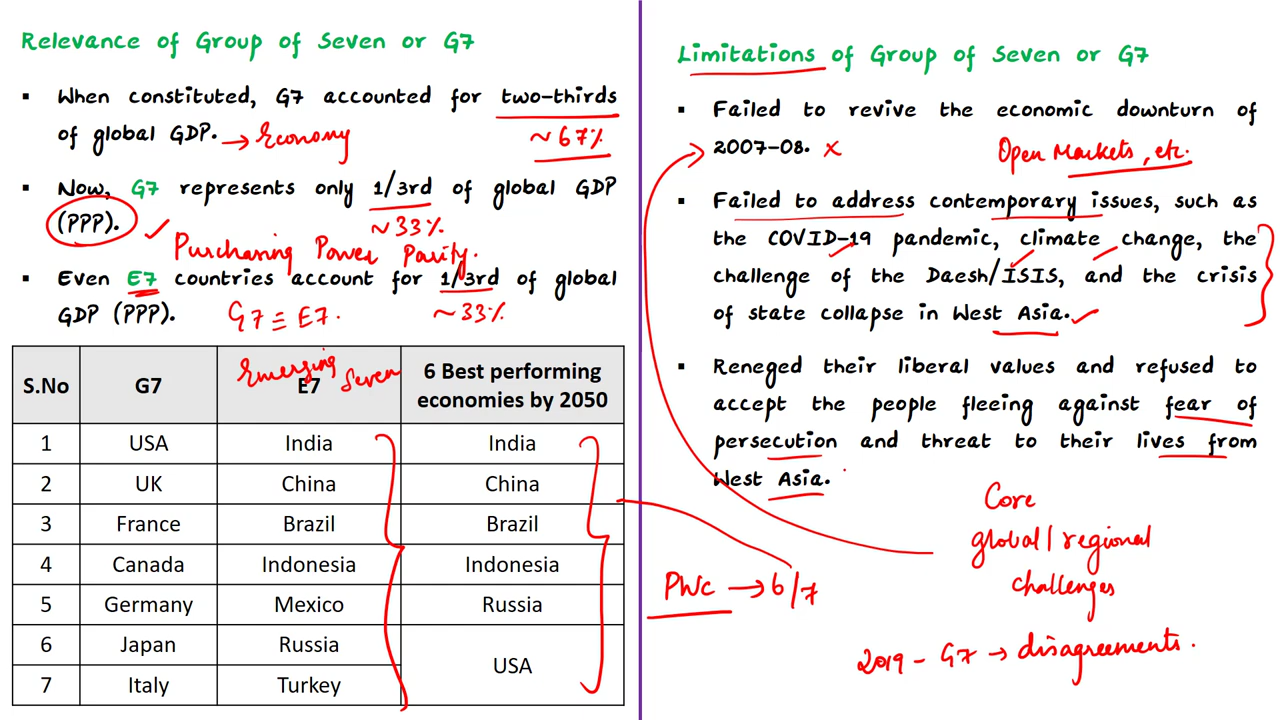 Relevance of Group of Seven or G7
▪ When constituted, G7 accounted for two-thirds
of global GDP. → Economy ~67%
▪ Now, G7 represents only 1/3rd of global GDP
(PPP). ✓ ~33%
Purchasing Power Parity.
▪ Even E7 countries account for 1/3rd of global
GDP (PPP). G7 ≡ E7. ~33%
Emerging Seven
S.No G7 E7 6 Best performing economies by 2050
1 USA India India
2 UK China China
3 France Brazil Brazil
4 Canada Indonesia Indonesia
5 Germany Mexico Russia
6 Japan Russia USA
7 Italy Turkey
Limitations of Group of Seven or G7
▪ Failed to revive the economic downturn of
2007-08. x Open Markets, etc.
▪ Failed to address contemporary issues, such as
the COVID-19 pandemic, climate change, the
challenge of the Daesh/ISIS, and the crisis
of state collapse in West Asia. ✓
▪ Reneged their liberal values and refused to
accept the people fleeing against fear of
persecution and threat to their lives from
West Asia.
Core
global/regional
challenges
PWC → 6/7
2019 - G7 → disagreements.